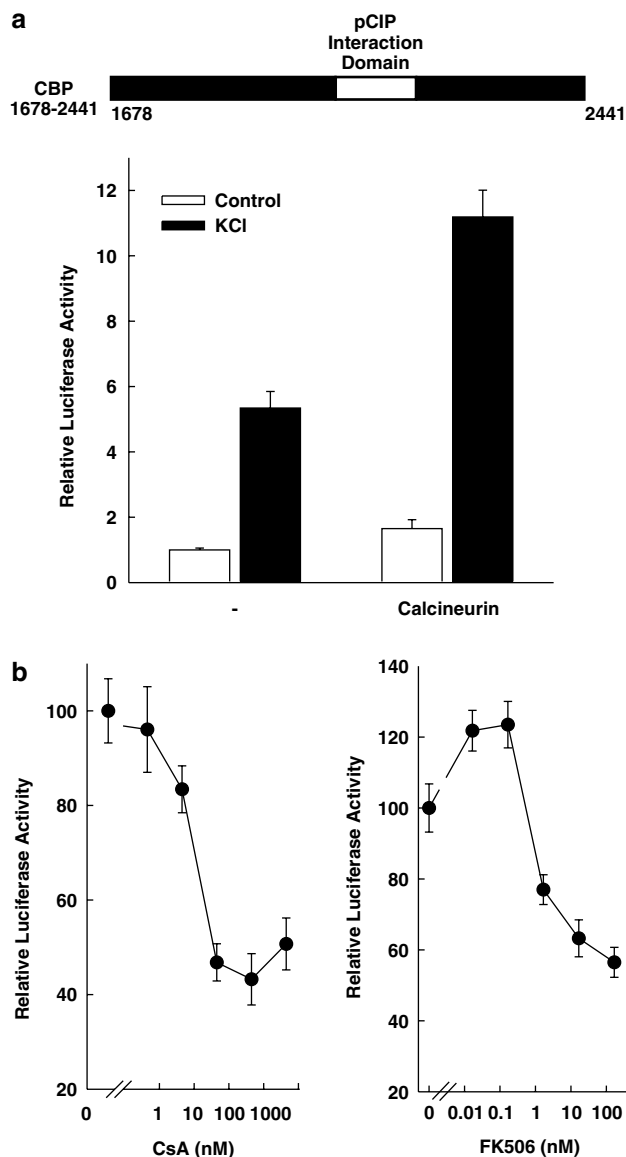 a
pCIP
Interaction
Domain
CBP
1678-2441
1678
2441
Relative Luciferase Activity
12
10
8
6
4
2
0
Control
KCl
-
Calcineurin
b
Relative Luciferase Activity
100
80
60
40
20
0
1
10
100
1000
CsA (nM)
Relative Luciferase Activity
140
120
100
80
60
40
20
0
0.01
0.1
1
10
100
FK506 (nM)